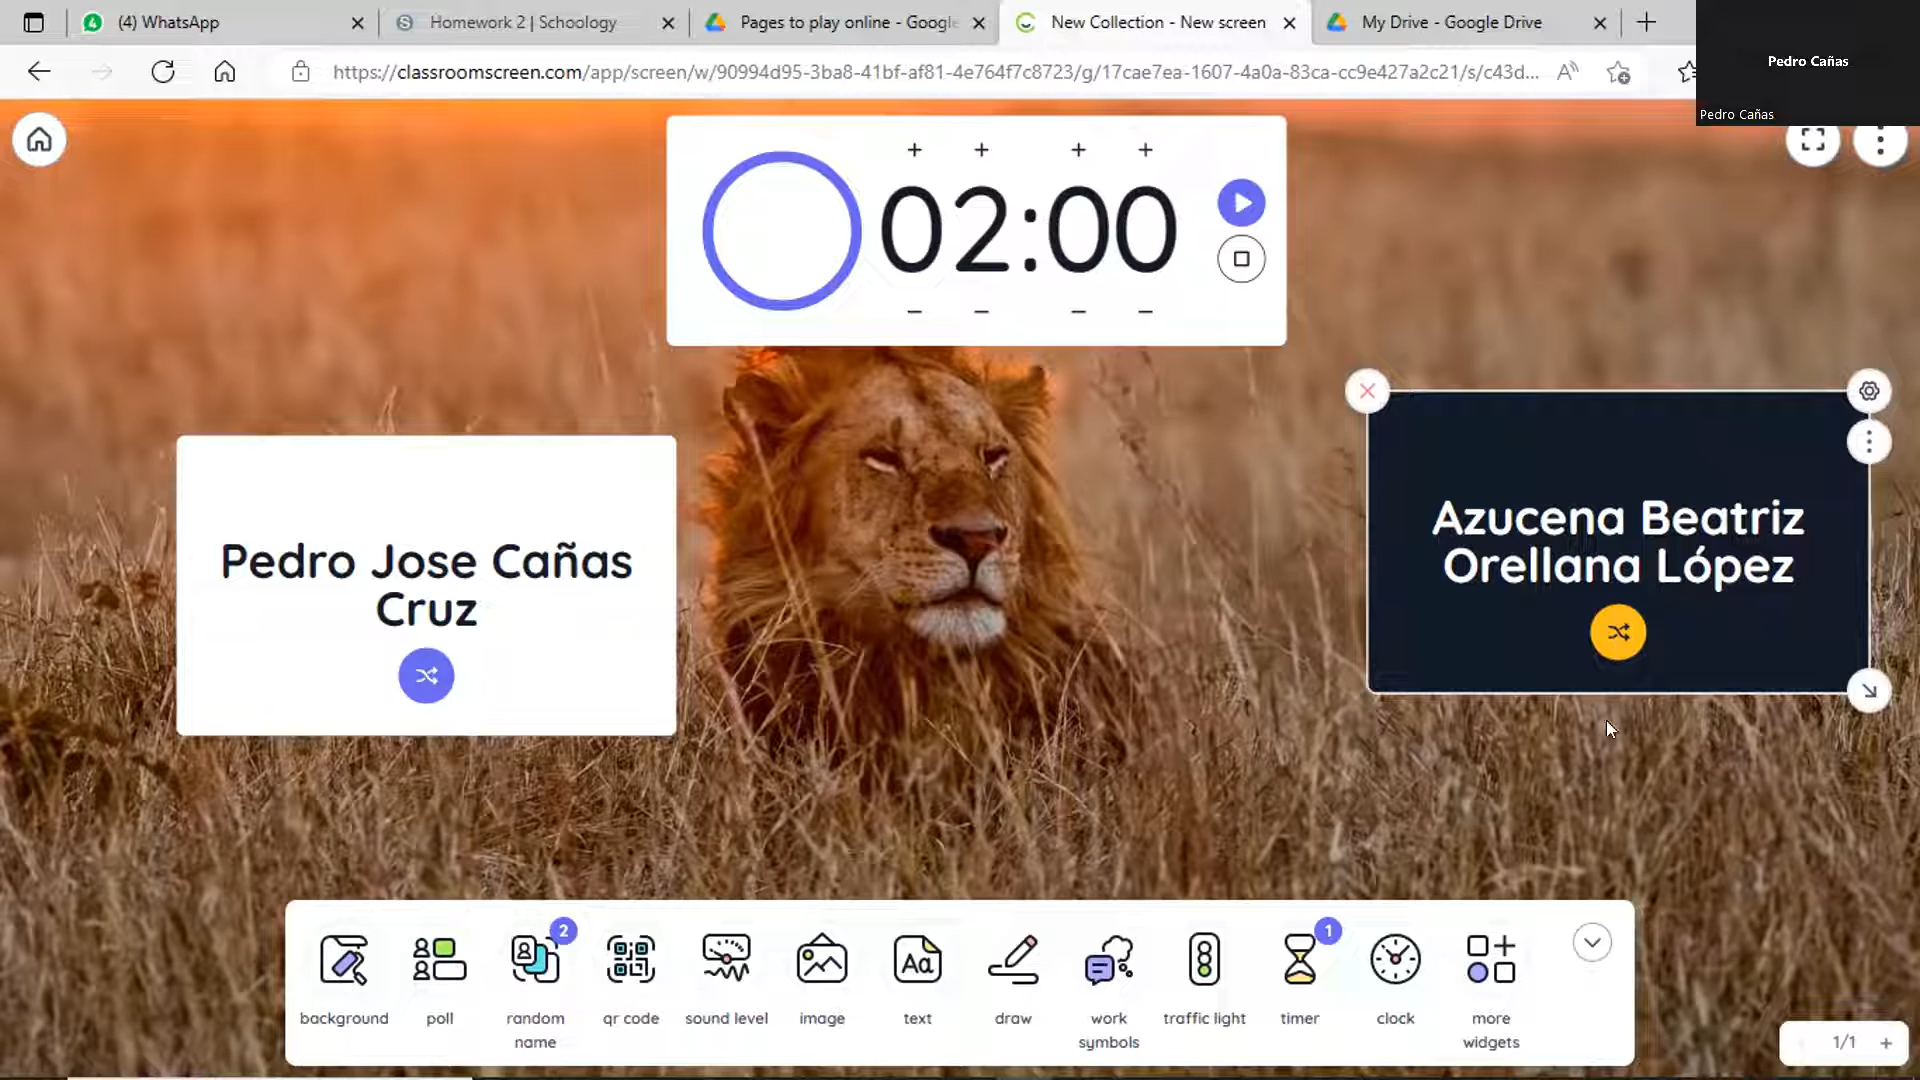 (4) WhatsApp
Homework 2 | Schoology
Pages to play online - Google
New Collection - New screen
My Drive - Google Drive
https://classroomscreen.com/app/screen/w/90994d95-3ba8-41bf-af81-4e764f7c8723/g/17cae7ea-1607-4a0a-83ca-cc9e427a2c21/s/c43d...
Pedro Cañas
Pedro Cañas
+ + + +
02:00
− − − −
Pedro Jose Cañas
Cruz
Azucena Beatriz
Orellana López
2
1
background
poll
random
name
qr code
sound level
image
Aa
text
draw
work
symbols
traffic light
timer
clock
more
widgets
1/1 +